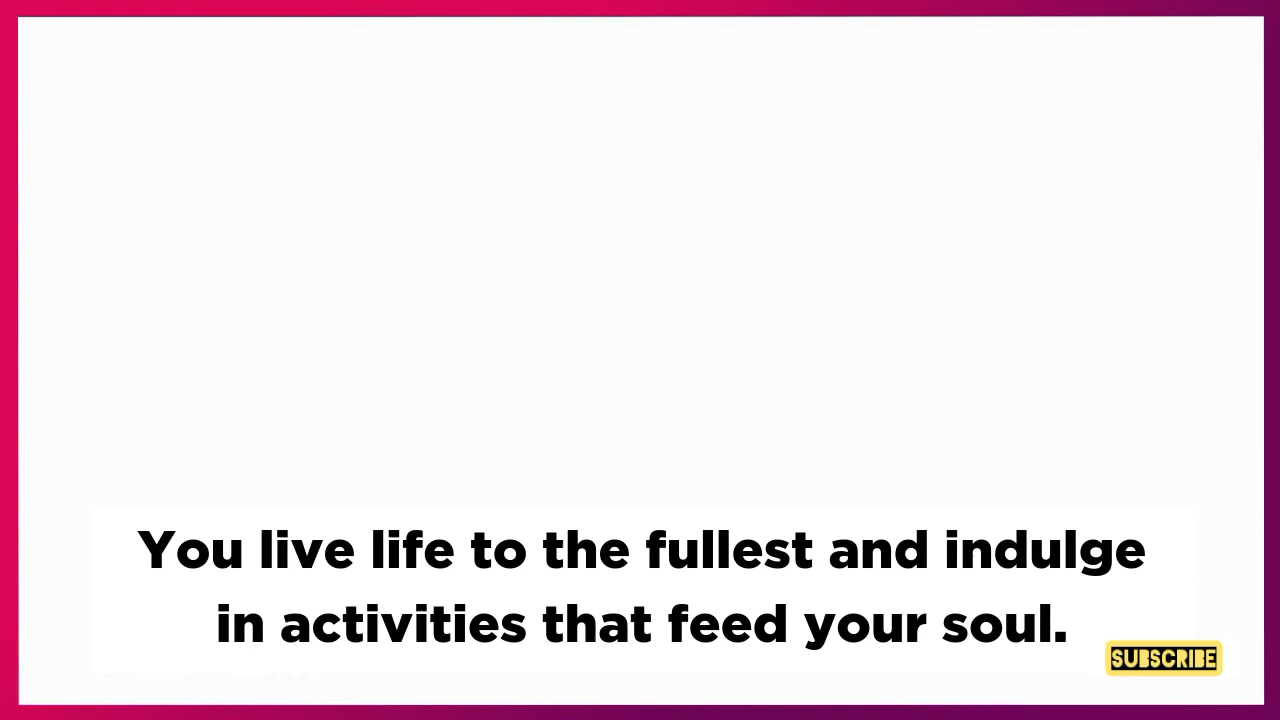 You live life to the fullest and indulge
in activities that feed your soul.
SUBSCRIBE